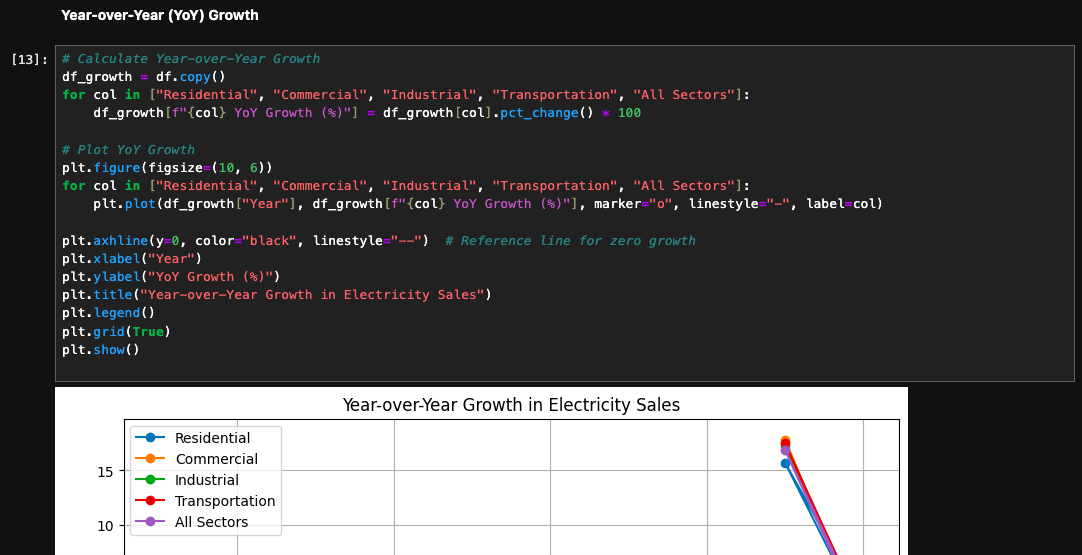 Year-over-Year (YoY) Growth
[13]:
# Calculate Year-over-Year Growth
df_growth = df.copy()
for col in ["Residential", "Commercial", "Industrial", "Transportation", "All Sectors"]:
    df_growth[f"{col} YoY Growth (%)"] = df_growth[col].pct_change() * 100
# Plot YoY Growth
plt.figure(figsize=(10, 6))
for col in ["Residential", "Commercial", "Industrial", "Transportation", "All Sectors"]:
    plt.plot(df_growth["Year"], df_growth[f"{col} YoY Growth (%)"], marker="o", linestyle="-", label=col)
plt.axhline(y=0, color="black", linestyle="--")  # Reference line for zero growth
plt.xlabel("Year")
plt.ylabel("YoY Growth (%)")
plt.title("Year-over-Year Growth in Electricity Sales")
plt.legend()
plt.grid(True)
plt.show()
Year-over-Year Growth in Electricity Sales
Residential
Commercial
15
Industrial
Transportation
All Sectors
10